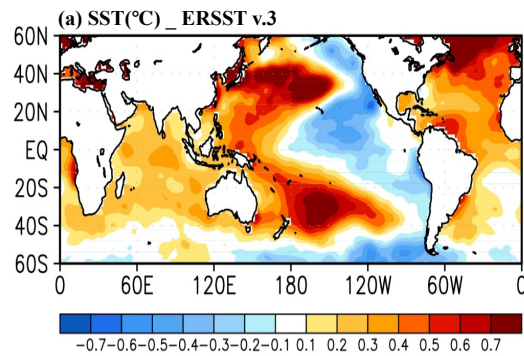 (a) SST(℃) _ ERSST v.3
60N
40N
20N
EQ
20S
40S
60S
0 60E 120E 180 120W 60W 0
-0.7-0.6-0.5-0.4-0.3-0.2-0.1 0.1 0.2 0.3 0.4 0.5 0.6 0.7